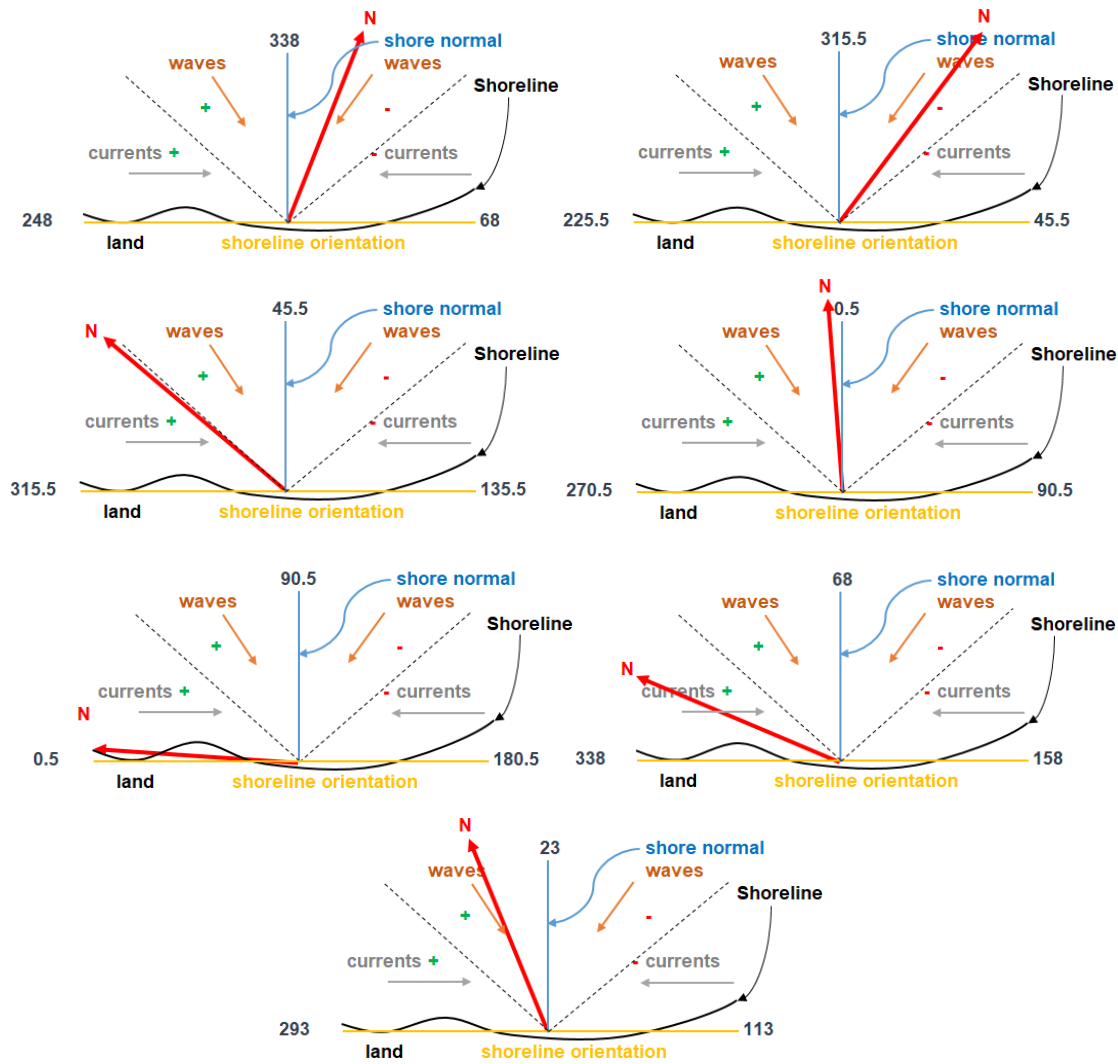 N
338
shore normal
waves
waves
Shoreline
+
-
currents +
- currents
248
68
land
shoreline orientation
N
315.5
shore normal
waves
waves
Shoreline
+
-
currents +
- currents
225.5
45.5
land
shoreline orientation
45.5
shore normal
N
waves
waves
Shoreline
+
-
currents +
- currents
315.5
135.5
land
shoreline orientation
N
0.5
shore normal
waves
waves
Shoreline
+
-
currents +
- currents
270.5
90.5
land
shoreline orientation
90.5
shore normal
waves
waves
Shoreline
+
-
currents +
- currents
N
0.5
180.5
land
shoreline orientation
68
shore normal
waves
waves
Shoreline
+
-
N
currents +
- currents
338
158
land
shoreline orientation
N
23
shore normal
waves
waves
Shoreline
+
-
currents +
- currents
293
113
land
shoreline orientation